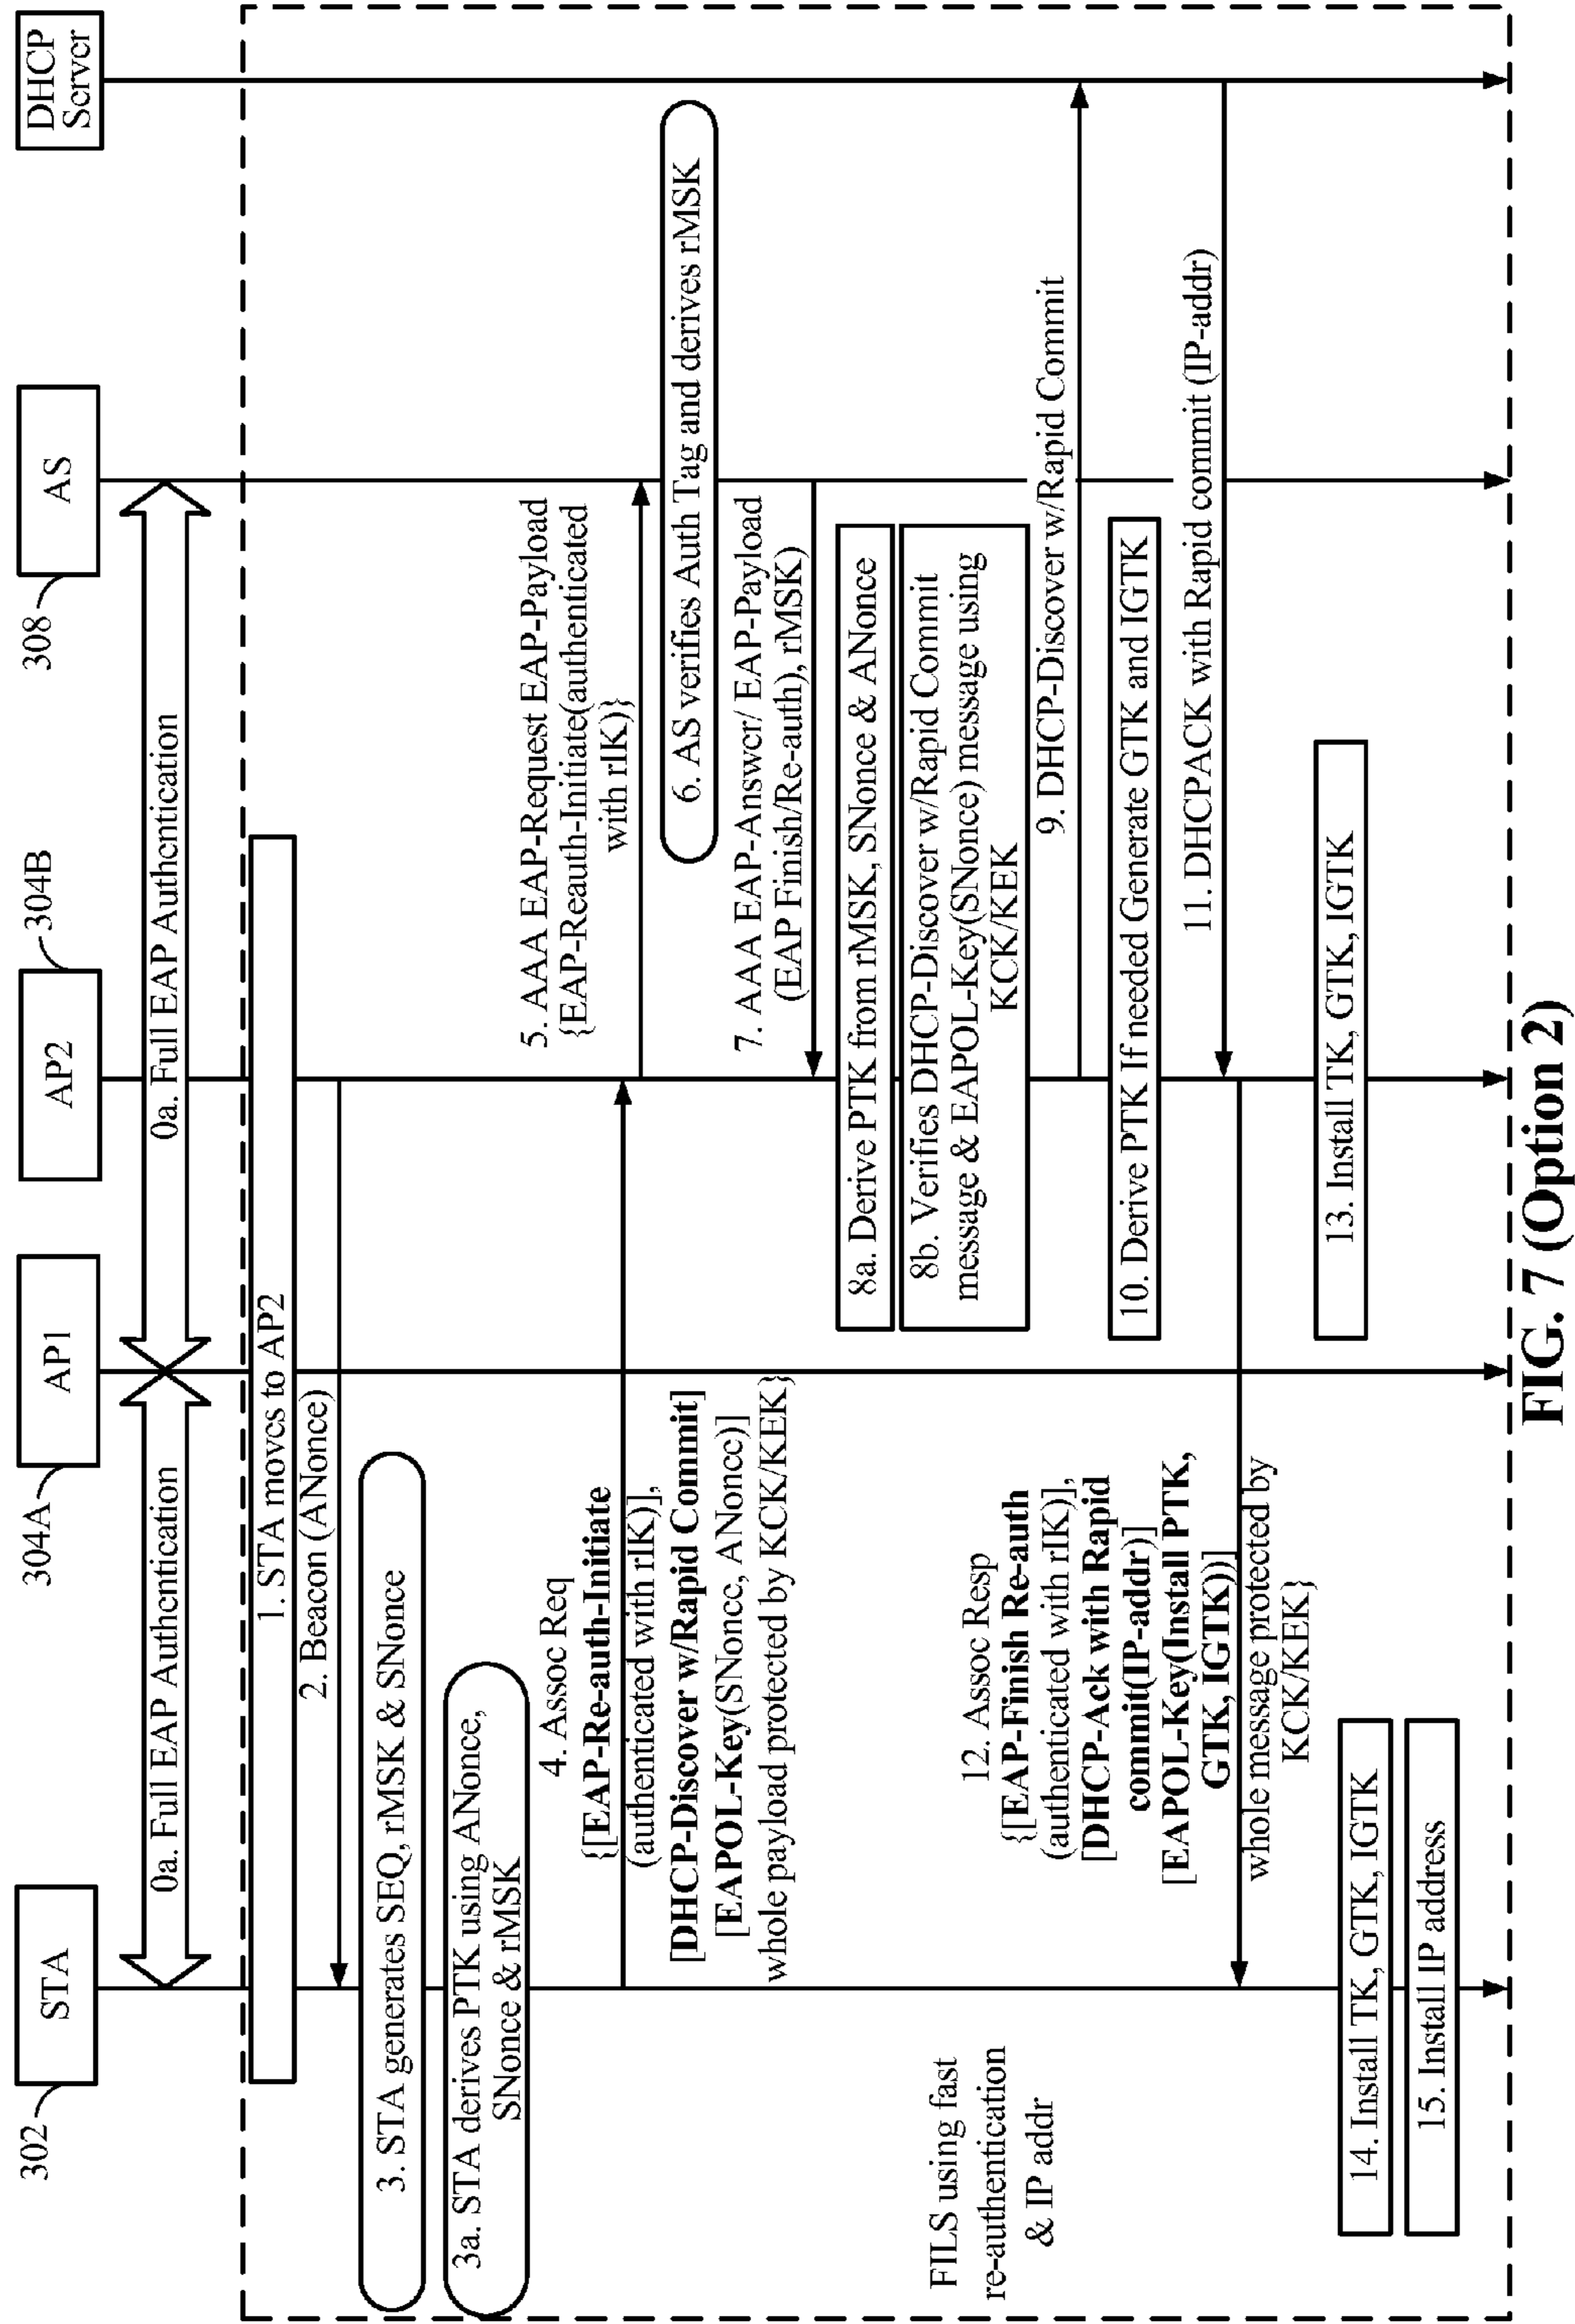 302
STA
304A
AP1
AP2
304B
308
AS
DHCP
Server
0a. Full EAP Authentication
0a. Full EAP Authentication
1. STA moves to AP2
2. Beacon (ANonce)
3. STA generates SEQ, rMSK & SNonce
3a. STA derives PTK using ANonce,
SNonce & rMSK
4. Assoc Req
{[EAP-Re-auth-Initiate
(authenticated with rIK)],
[DHCP-Discover w/Rapid Commit]
[EAPOL-Key(SNonce, ANonce)]
whole payload protected by KCK/KEK}
5. AAA EAP-Request EAP-Payload
{EAP-Reauth-Initiate(authenticated
with rIK)}
6. AS verifies Auth Tag and derives rMSK
7. AAA EAP-Answer/ EAP-Payload
(EAP Finish/Re-auth), rMSK)
8a. Derive PTK from rMSK, SNonce & ANonce
8b. Verifies DHCP-Discover w/Rapid Commit
message & EAPOL-Key(SNonce) message using
KCK/KEK
9. DHCP-Discover w/Rapid Commit
10. Derive PTK If needed Generate GTK and IGTK
11. DHCPACK with Rapid commit (IP-addr)
12. Assoc Resp
{[EAP-Finish Re-auth
(authenticated with rIK)],
[DHCP-Ack with Rapid
commit(IP-addr)]
[EAPOL-Key(Install PTK,
GTK, IGTK))]
whole message protected by
KCK/KEK}
FILS using fast
re-authentication
& IP addr
13. Install TK, GTK, IGTK
14. Install TK, GTK, IGTK
15. Install IP address
FIG. 7 (Option 2)